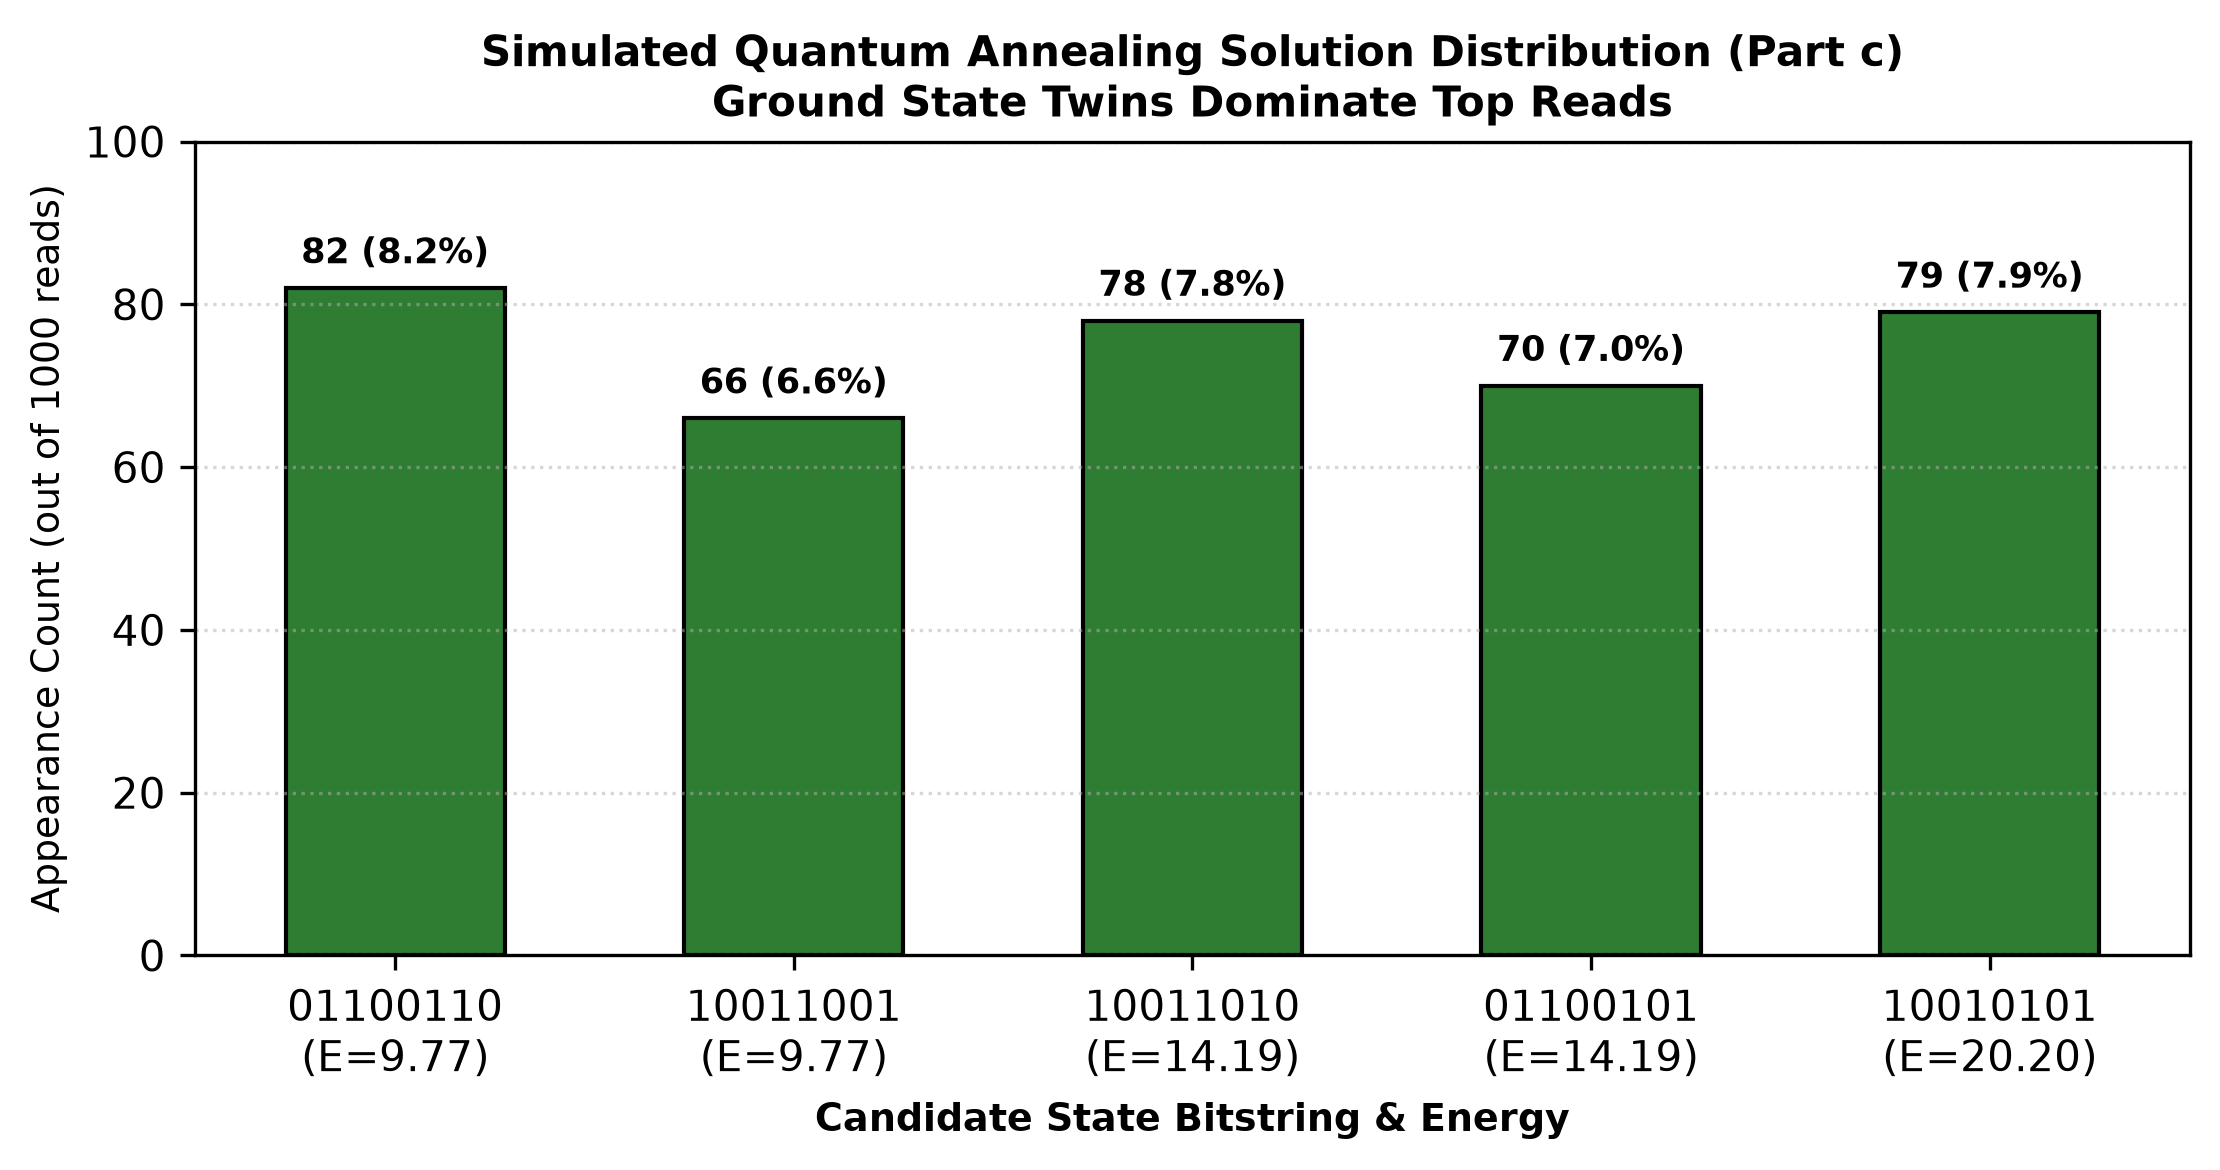 Simulated Quantum Annealing Solution Distribution (Part c)
Ground State Twins Dominate Top Reads
Appearance Count (out of 1000 reads)
100
80
60
40
20
0
82 (8.2%)
66 (6.6%)
78 (7.8%)
70 (7.0%)
79 (7.9%)
01100110
(E=9.77)
10011001
(E=9.77)
10011010
(E=14.19)
01100101
(E=14.19)
10010101
(E=20.20)
Candidate State Bitstring & Energy